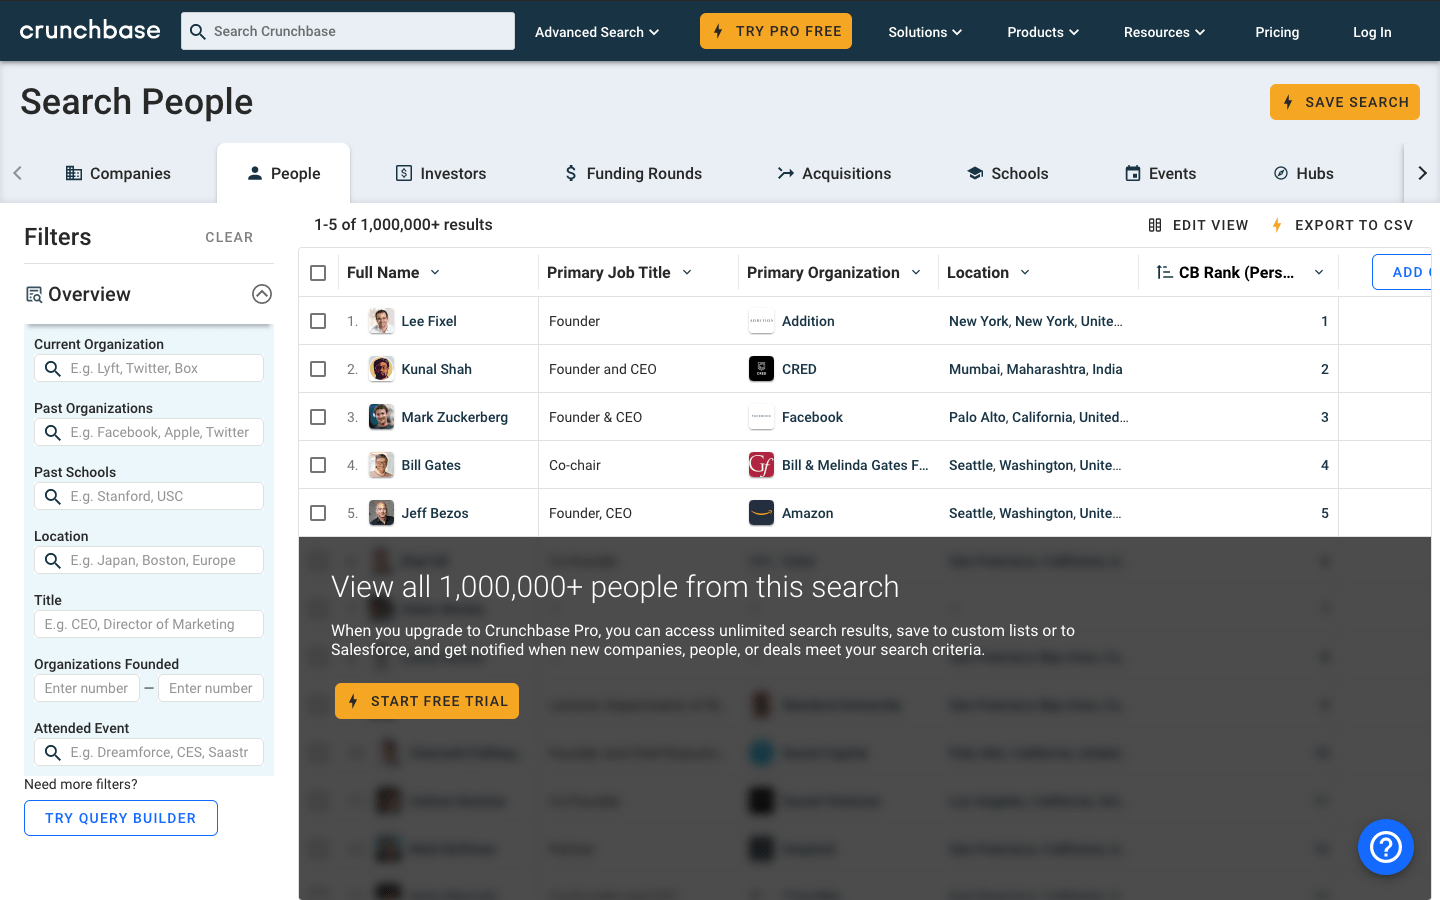 crunchbase
Search Crunchbase
Advanced Search
TRY PRO FREE
Solutions
Products
Resources
Pricing
Log In
Search People
SAVE SEARCH
Companies
People
Investors
Funding Rounds
Acquisitions
Schools
Events
Hubs
Filters
CLEAR
1-5 of 1,000,000+ results
EDIT VIEW
EXPORT TO CSV
Overview
Current Organization
E.g. Lyft, Twitter, Box
Past Organizations
E.g. Facebook, Apple, Twitter
Past Schools
E.g. Stanford, USC
Location
E.g. Japan, Boston, Europe
Title
E.g. CEO, Director of Marketing
Organizations Founded
Enter number — Enter number
Attended Event
E.g. Dreamforce, CES, Saastr
Need more filters?
TRY QUERY BUILDER
Full Name Primary Job Title Primary Organization Location CB Rank (Pers... ADD
1. Lee Fixel Founder Addition New York, New York, Unite... 1
2. Kunal Shah Founder and CEO CRED Mumbai, Maharashtra, India 2
3. Mark Zuckerberg Founder & CEO Facebook Palo Alto, California, United... 3
4. Bill Gates Co-chair Bill & Melinda Gates F... Seattle, Washington, Unite... 4
5. Jeff Bezos Founder, CEO Amazon Seattle, Washington, Unite... 5
View all 1,000,000+ people from this search
When you upgrade to Crunchbase Pro, you can access unlimited search results, save to custom lists or to
Salesforce, and get notified when new companies, people, or deals meet your search criteria.
START FREE TRIAL